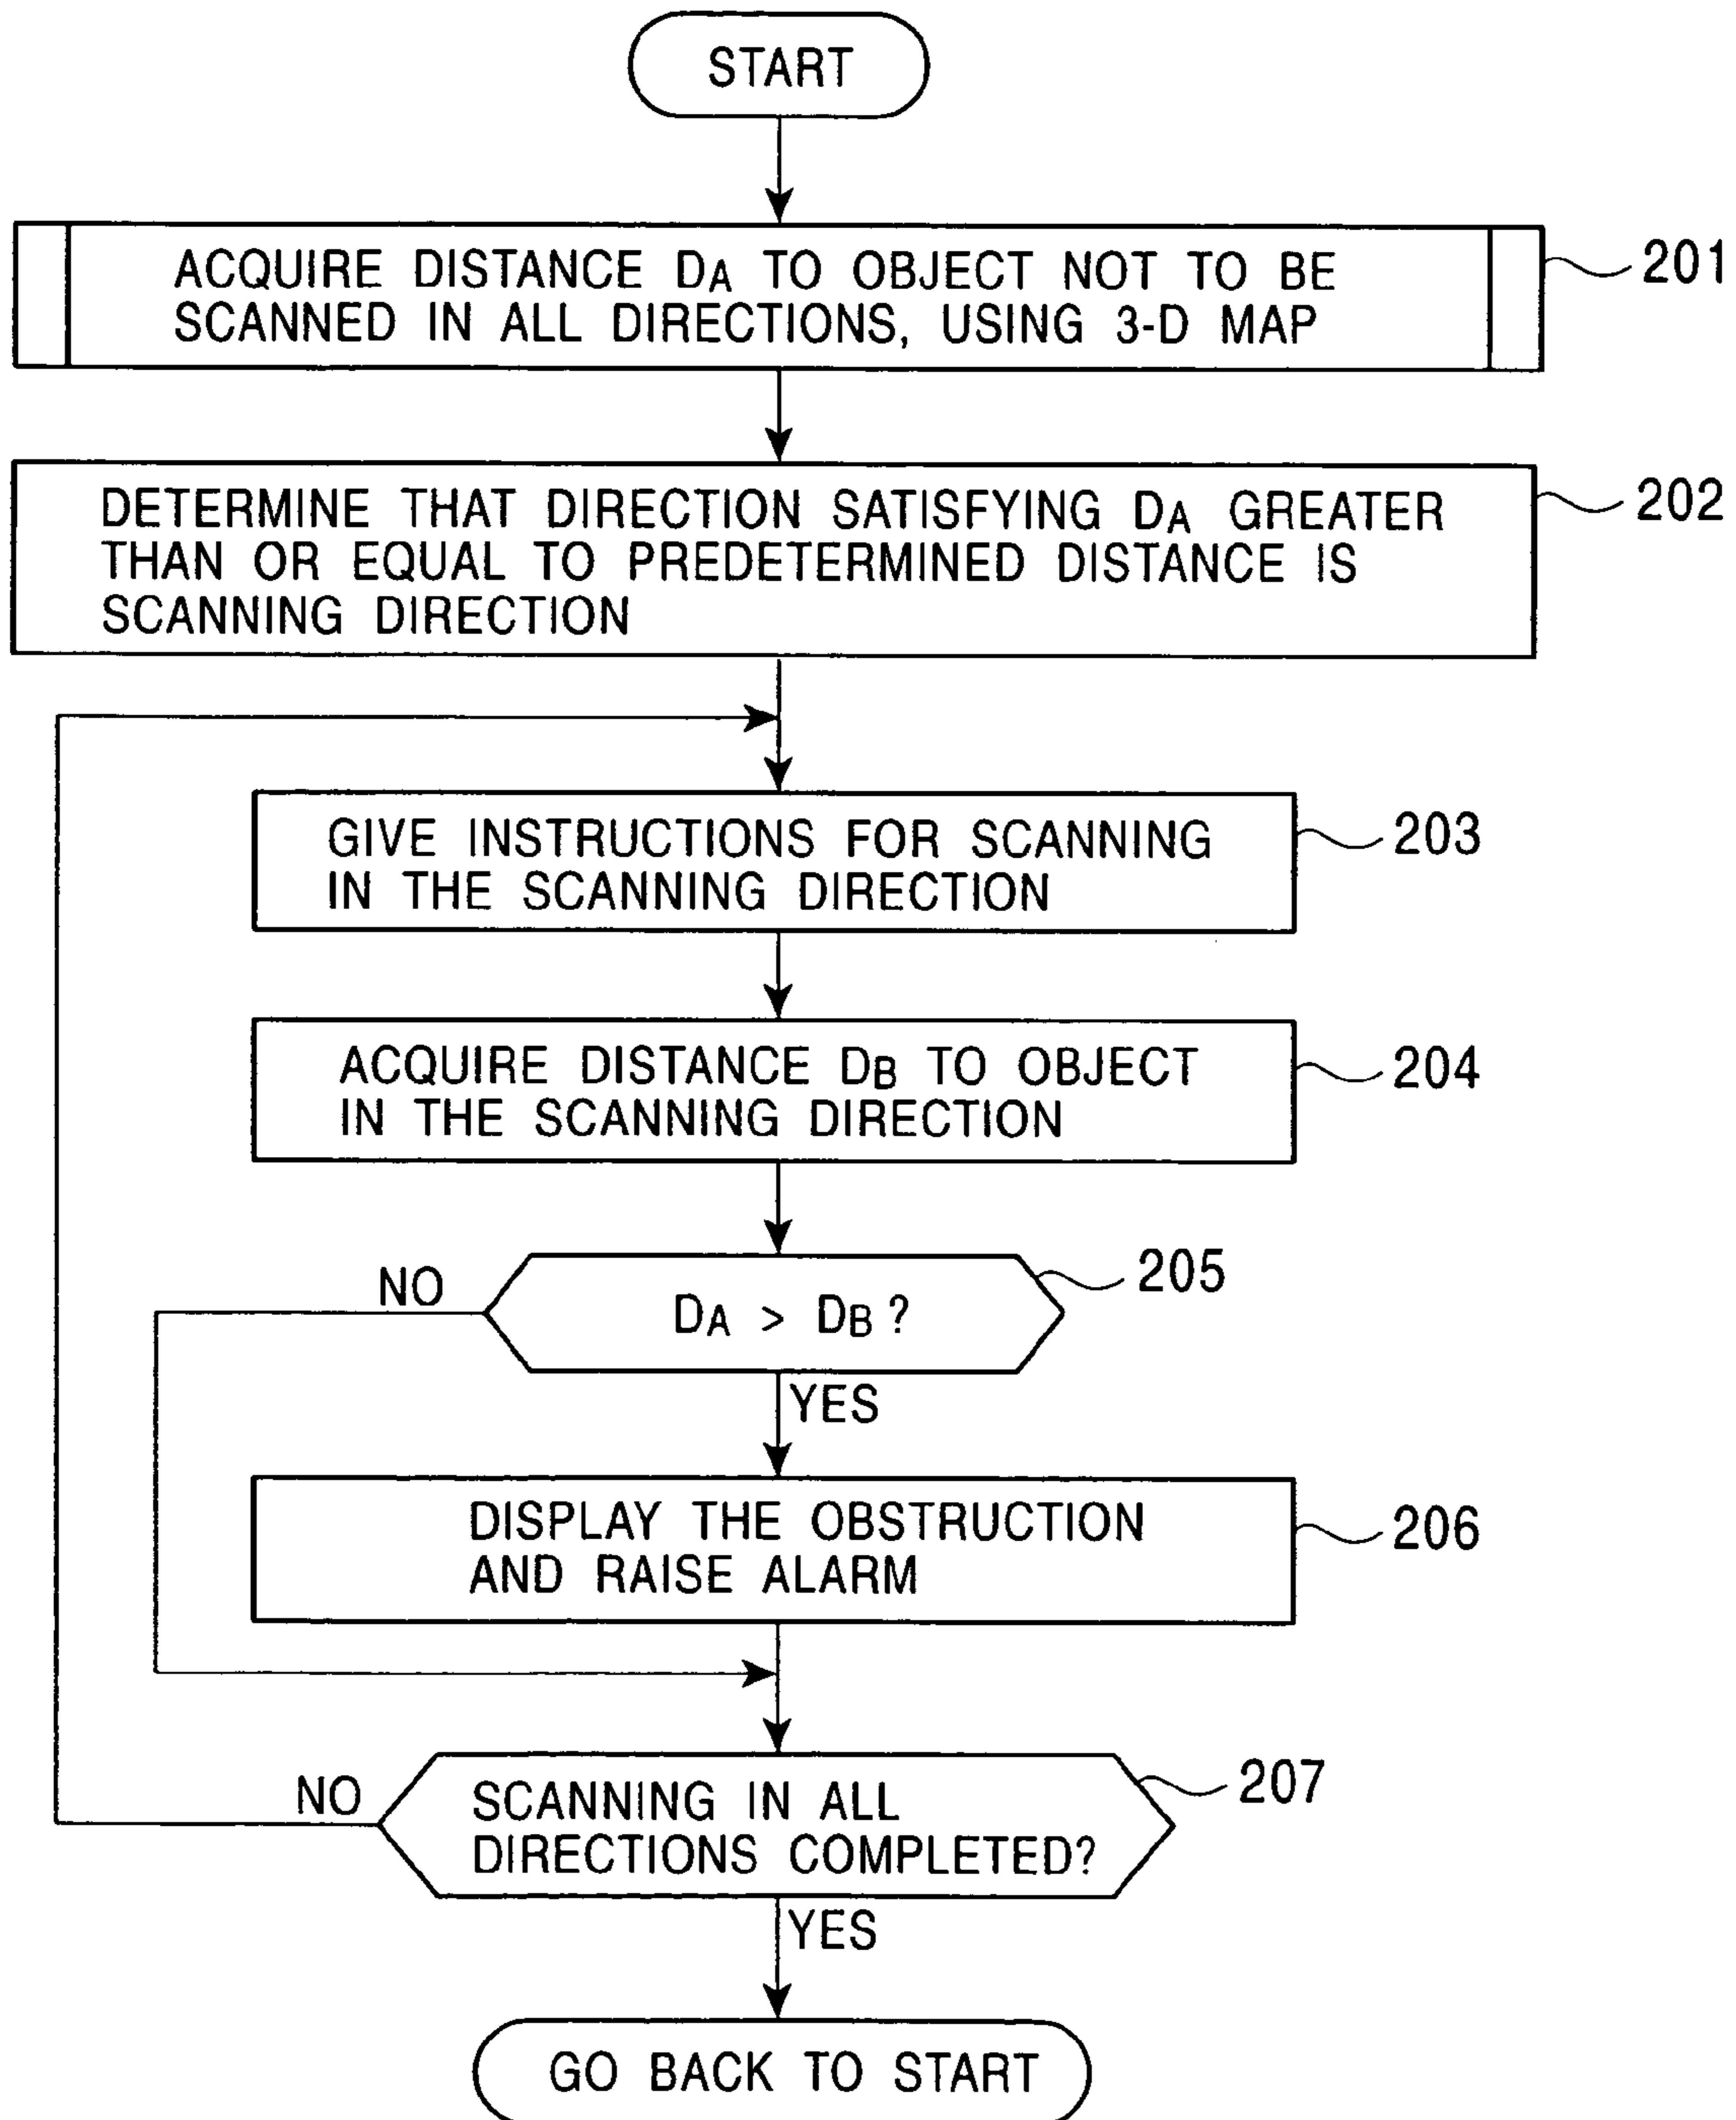 START
ACQUIRE DISTANCE DA TO OBJECT NOT TO BE
SCANNED IN ALL DIRECTIONS, USING 3-D MAP
201
DETERMINE THAT DIRECTION SATISFYING DA GREATER
THAN OR EQUAL TO PREDETERMINED DISTANCE IS
SCANNING DIRECTION
202
GIVE INSTRUCTIONS FOR SCANNING
IN THE SCANNING DIRECTION
203
ACQUIRE DISTANCE DB TO OBJECT
IN THE SCANNING DIRECTION
204
NO
DA > DB ?
205
YES
DISPLAY THE OBSTRUCTION
AND RAISE ALARM
206
NO
SCANNING IN ALL
DIRECTIONS COMPLETED?
207
YES
GO BACK TO START